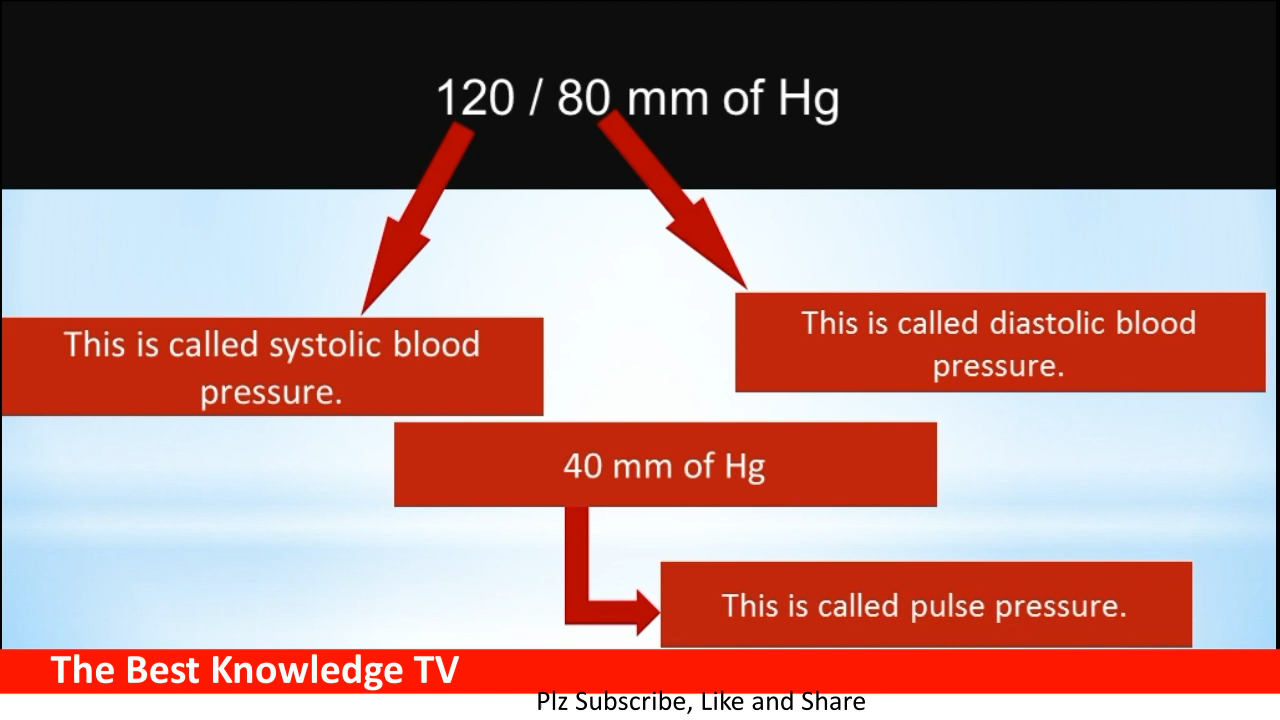 120 / 80 mm of Hg
This is called systolic blood
pressure.
This is called diastolic blood
pressure.
40 mm of Hg
This is called pulse pressure.
The Best Knowledge TV
Plz Subscribe, Like and Share